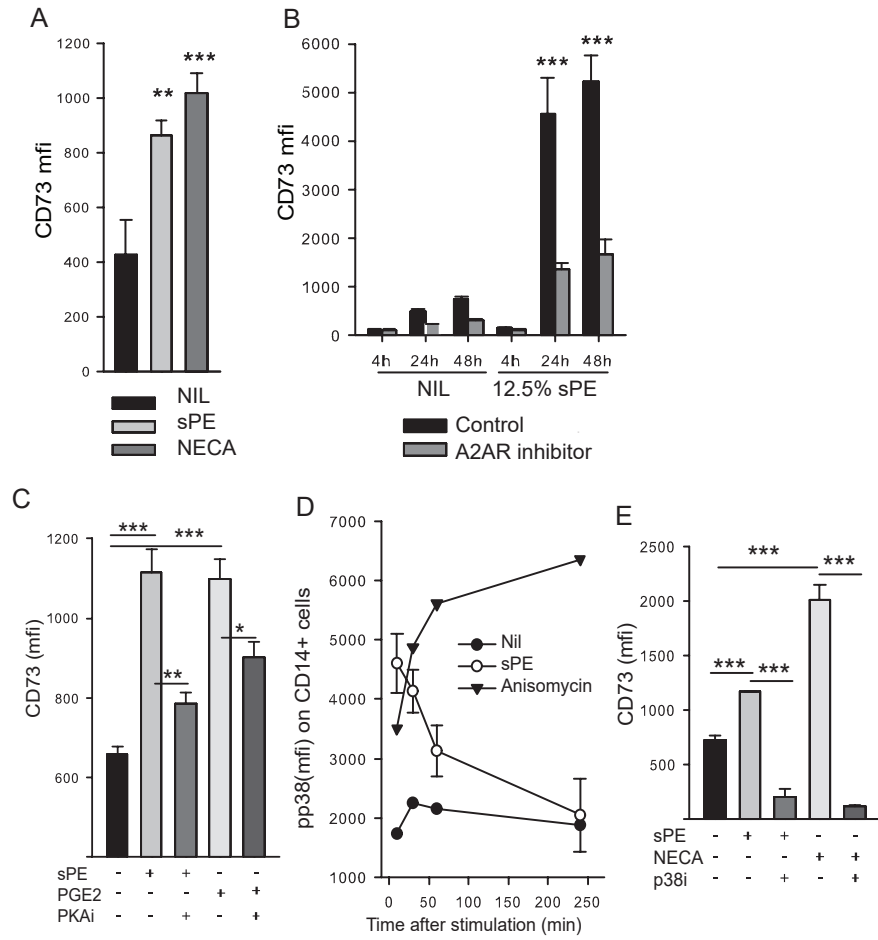 A
1200
1000
800
600
400
200
0
CD73 mfi
**
***
NIL
sPE
NECA
B
6000
5000
4000
3000
2000
1000
0
CD73 mfi
***
***
4h 24h 48h 4h 24h 48h
NIL 12.5% sPE
Control
A2AR inhibitor
C
1200
1000
800
600
CD73 (mfi)
***
***
**
*
sPE - + + - -
PGE2 - - - + +
PKAi - - + - +
D
7000
6000
5000
4000
3000
2000
1000
pp38(mfi) on CD14+ cells
Nil
sPE
Anisomycin
0 50 100 150 200 250
Time after stimulation (min)
E
2500
2000
1500
1000
500
CD73 (mfi)
***
***
***
***
sPE - + + - -
NECA - - - + +
p38i - - + - +